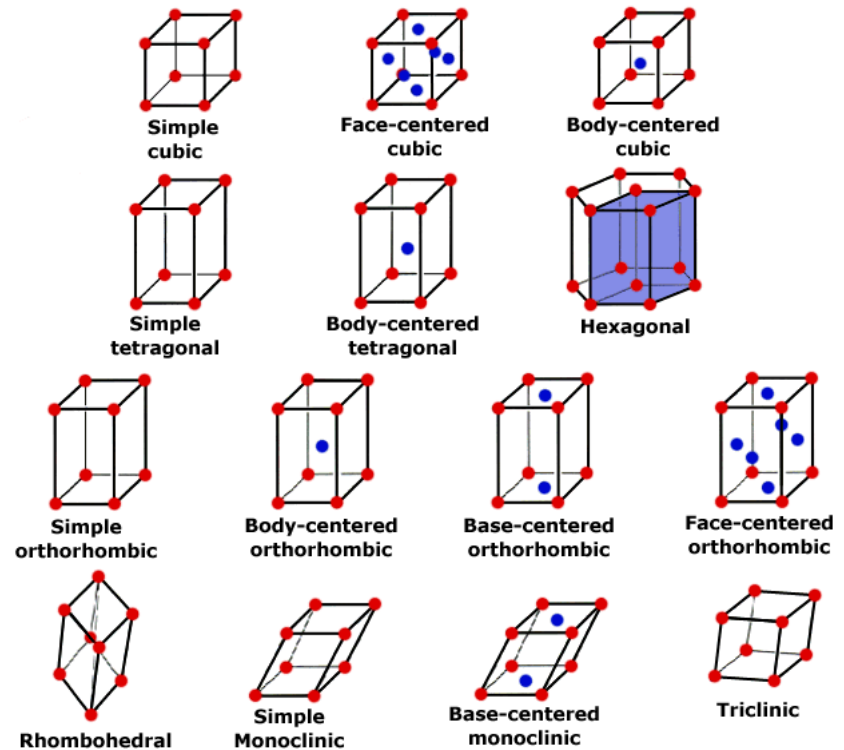 Simple
cubic
Face-centered
cubic
Body-centered
cubic
Simple
tetragonal
Body-centered
tetragonal
Hexagonal
Simple
orthorhombic
Body-centered
orthorhombic
Base-centered
orthorhombic
Face-centered
orthorhombic
Rhombohedral
Simple
Monoclinic
Base-centered
monoclinic
Triclinic